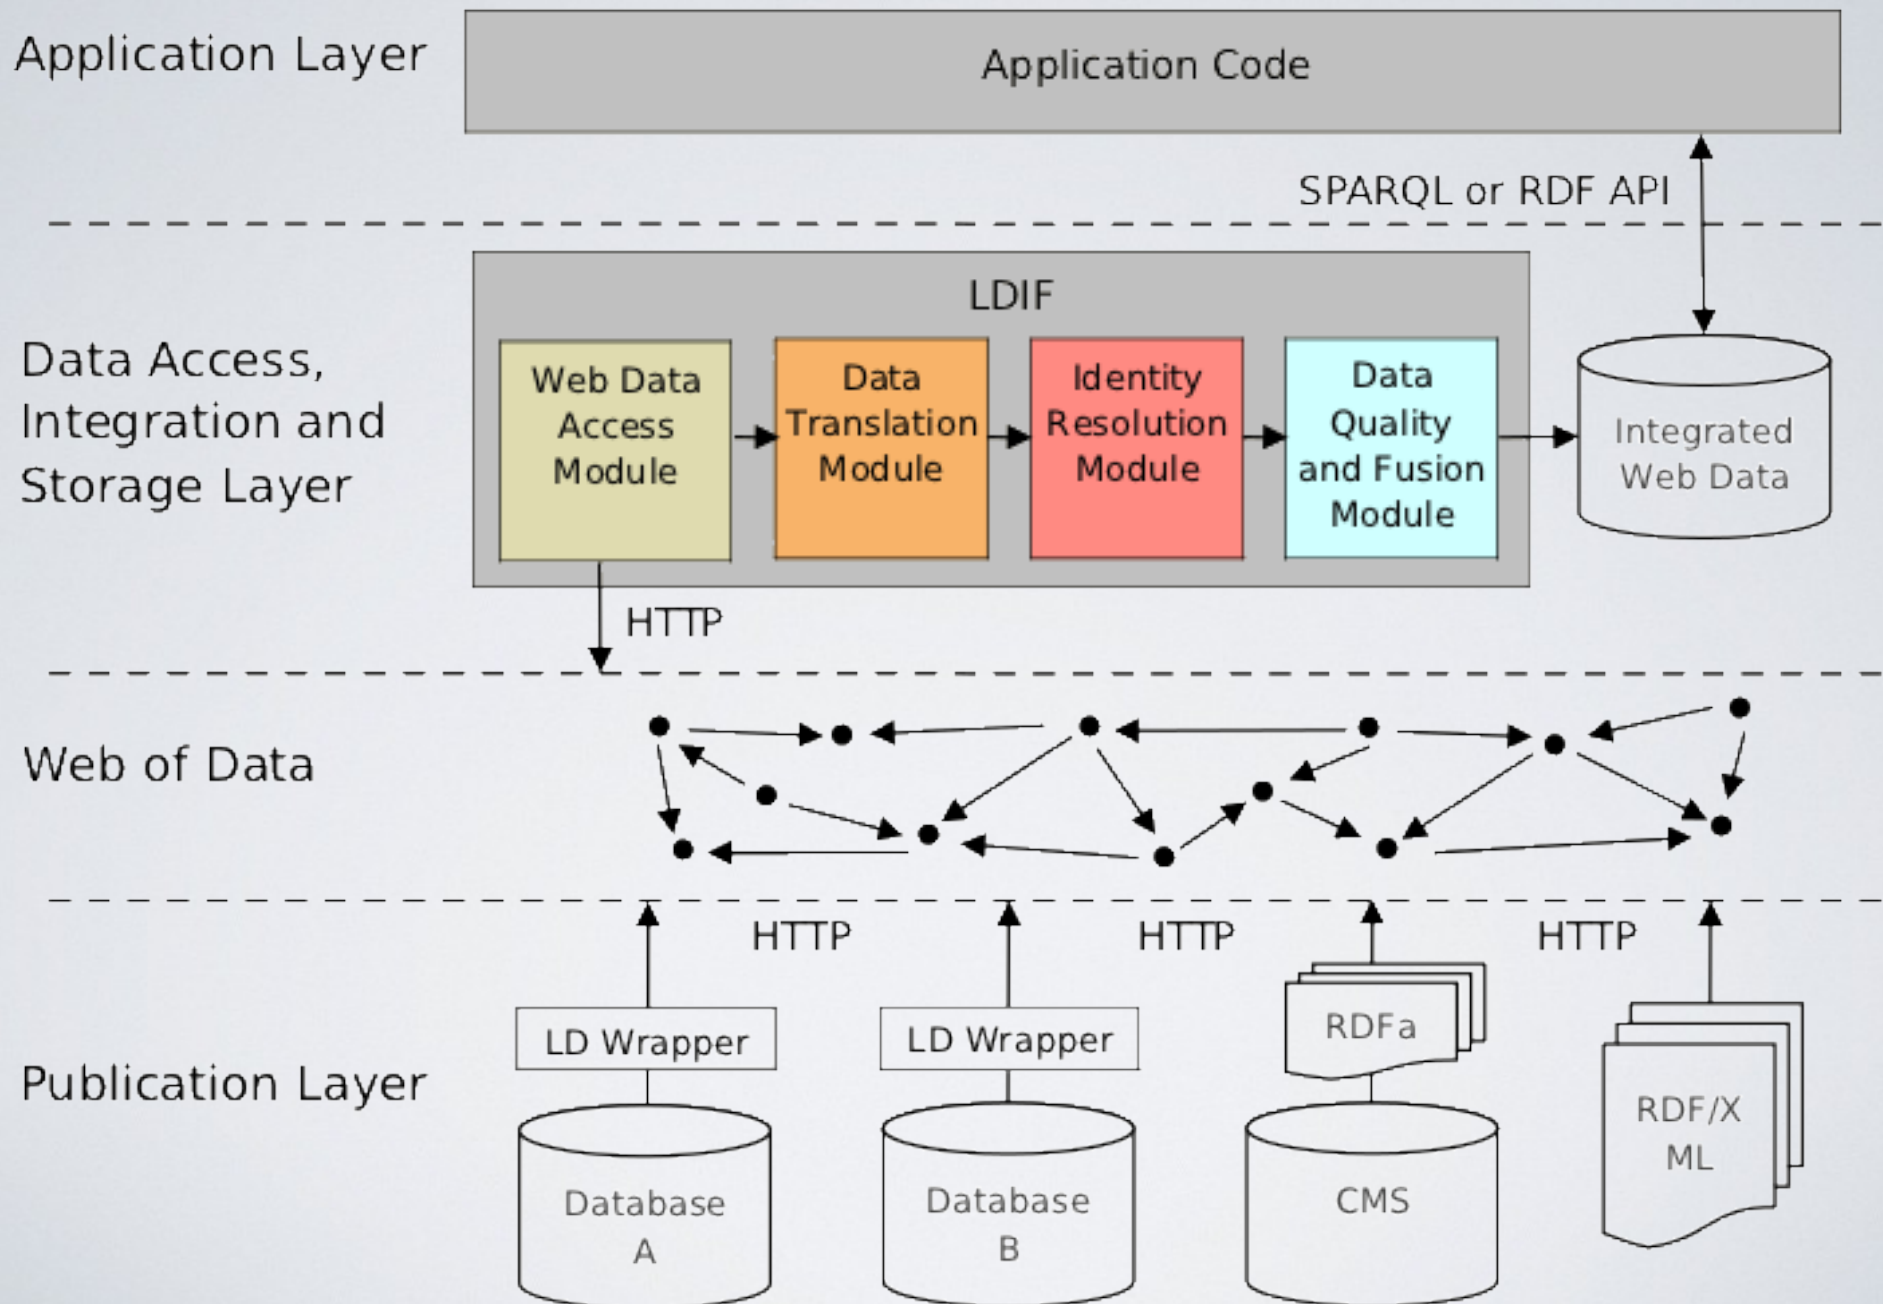 Application Layer
Application Code
SPARQL or RDF API
Data Access,
Integration and
Storage Layer
LDIF
Web Data
Access
Module
Data
Translation
Module
Identity
Resolution
Module
Data
Quality
and Fusion
Module
Integrated
Web Data
HTTP
Web of Data
HTTP
HTTP
HTTP
Publication Layer
LD Wrapper
LD Wrapper
RDFa
RDF/X
ML
Database
A
Database
B
CMS